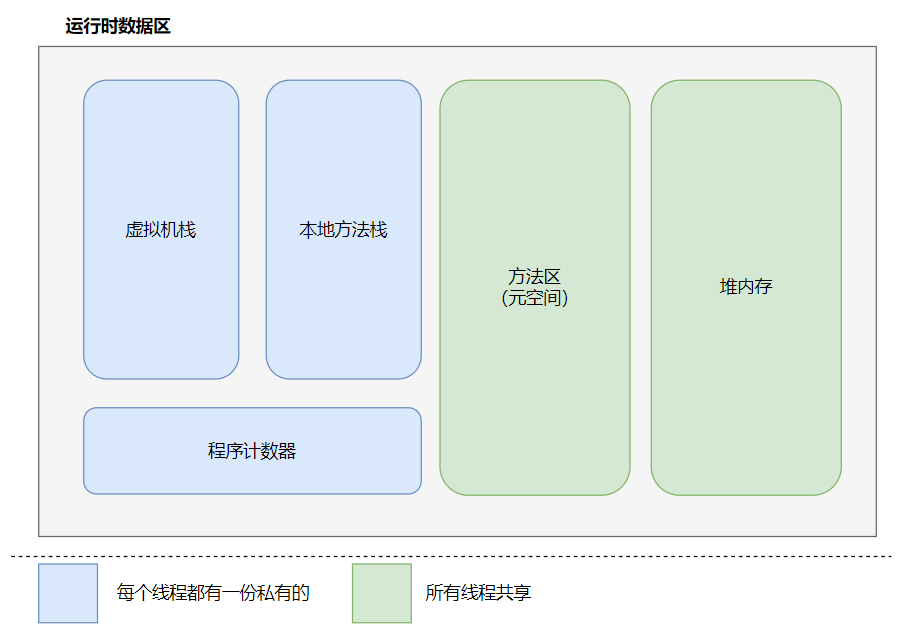 运行时数据区
虚拟机栈
本地方法栈
方法区
(元空间)
堆内存
程序计数器
每个线程都有一份私有的
所有线程共享